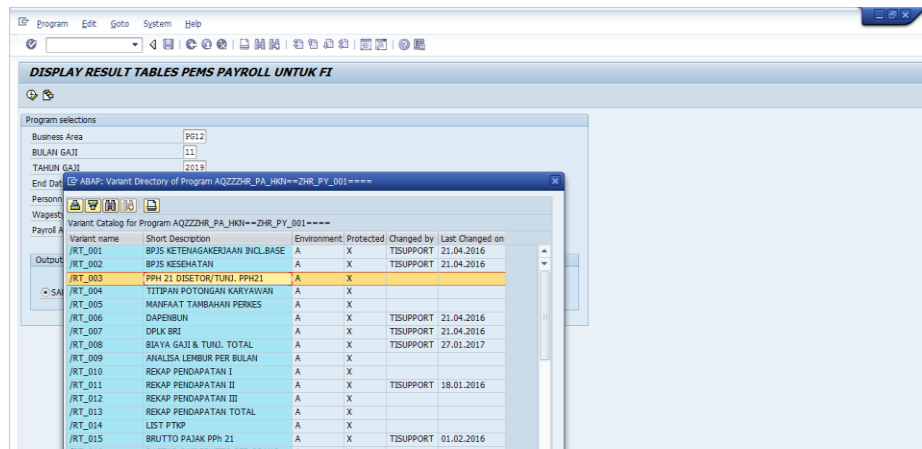 Program Edit Goto System Help
DISPLAY RESULT TABLES PEMS PAYROLL UNTUK FI
Program selections
Business Area PG12
BULAN GAJI 11
TAHUN GAJI 2019
End Dat
Personn
Wagesty
Payroll A
Output
SAP
ABAP: Variant Directory of Program AQZZZHR_PA_HKN==ZHR_PY_001====
Variant Catalog for Program AQZZZHR_PA_HKN==ZHR_PY_001====
Variant name Short Description Environment Protected Changed by Last Changed on
/RT_001 BPJS KETENAGAKERJAAN INCL.BASE A X TISUPPORT 21.04.2016
/RT_002 BPJS KESEHATAN A X TISUPPORT 21.04.2016
/RT_003 PPH 21 DISETOR/TUNJ. PPH21 A X
/RT_004 TITIPAN POTONGAN KARYAWAN A X
/RT_005 MANFAAT TAMBAHAN PERKES A X
/RT_006 DAPENBUN A X TISUPPORT 21.04.2016
/RT_007 DPLK BRI A X TISUPPORT 21.04.2016
/RT_008 BIAYA GAJI & TUNJ. TOTAL A X TISUPPORT 27.01.2017
/RT_009 ANALISA LEMBUR PER BULAN A X
/RT_010 REKAP PENDAPATAN I A X
/RT_011 REKAP PENDAPATAN II A X TISUPPORT 18.01.2016
/RT_012 REKAP PENDAPATAN III A X
/RT_013 REKAP PENDAPATAN TOTAL A X
/RT_014 LIST PTKP A X
/RT_015 BRUTTO PAJAK PPh 21 A X TISUPPORT 01.02.2016